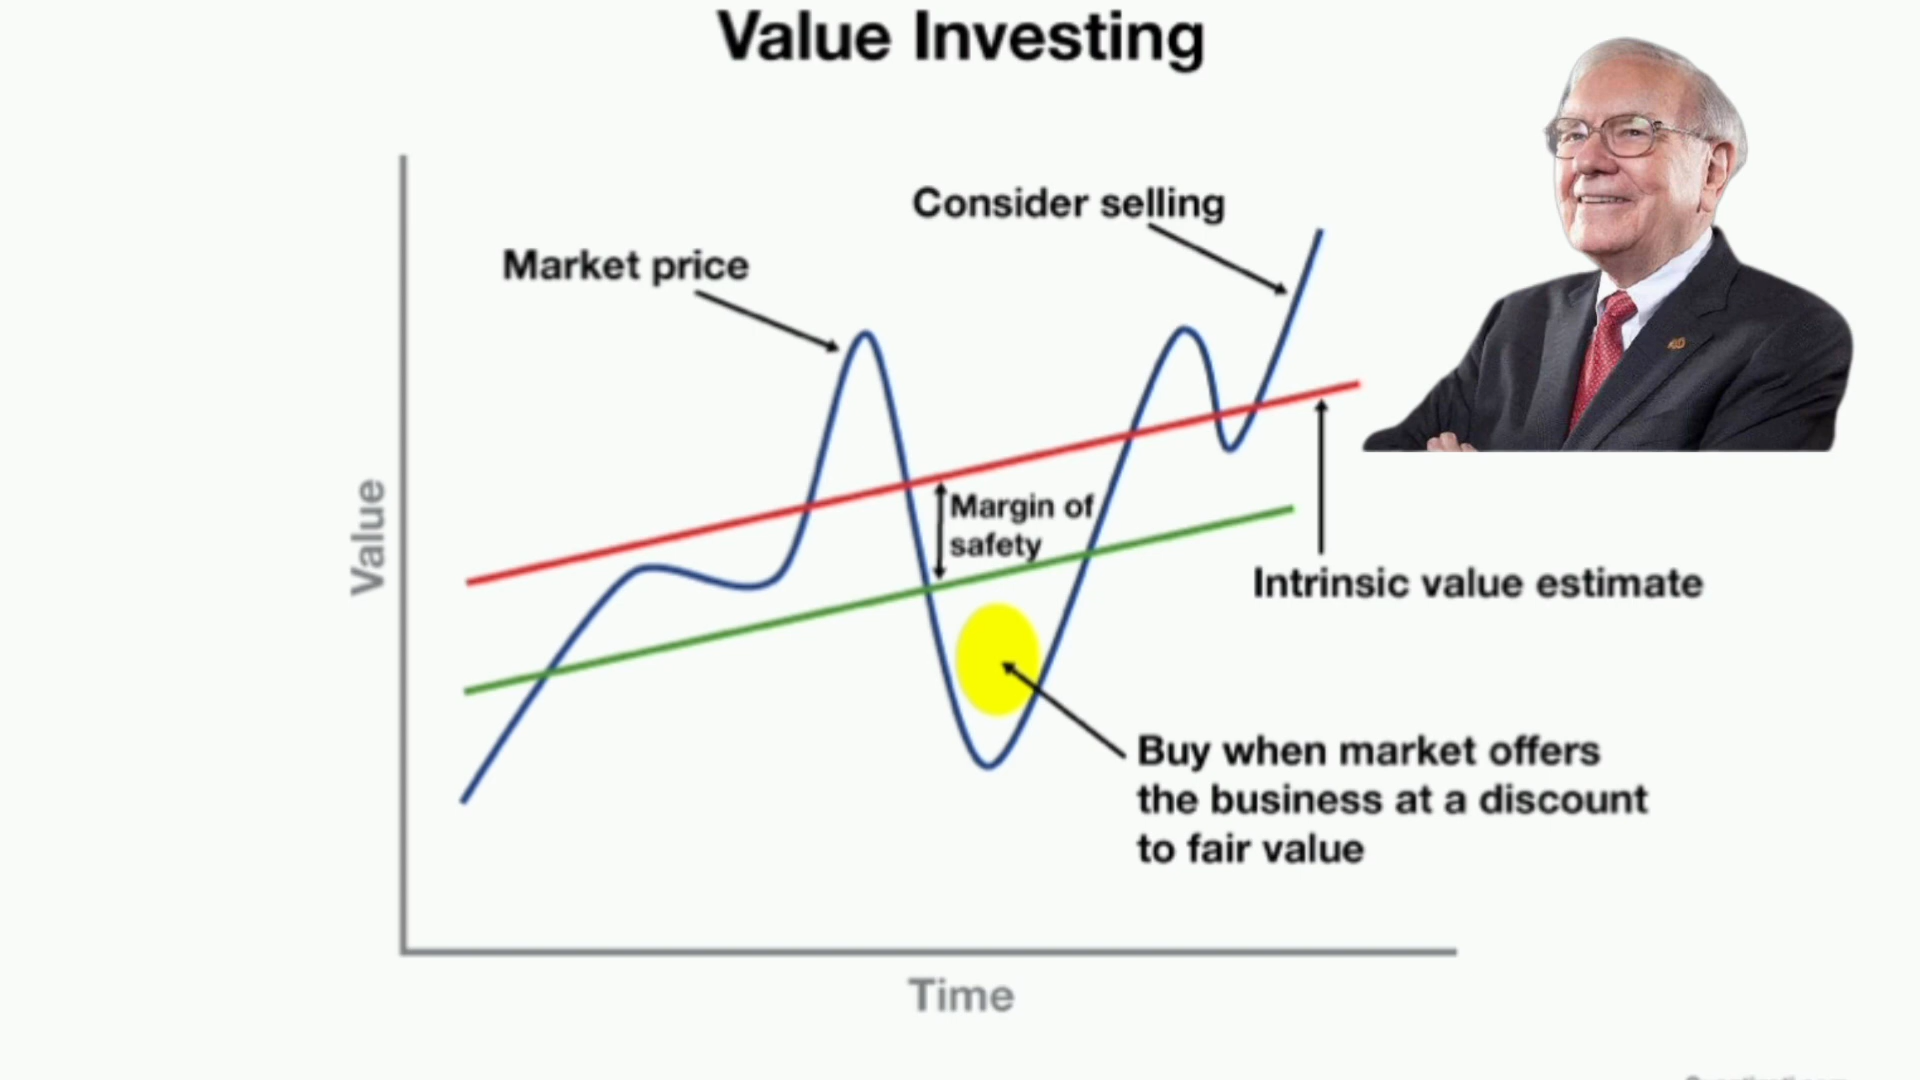 Value Investing
Consider selling
Market price
Margin of
safety
Value
Intrinsic value estimate
Buy when market offers
the business at a discount
to fair value
Time